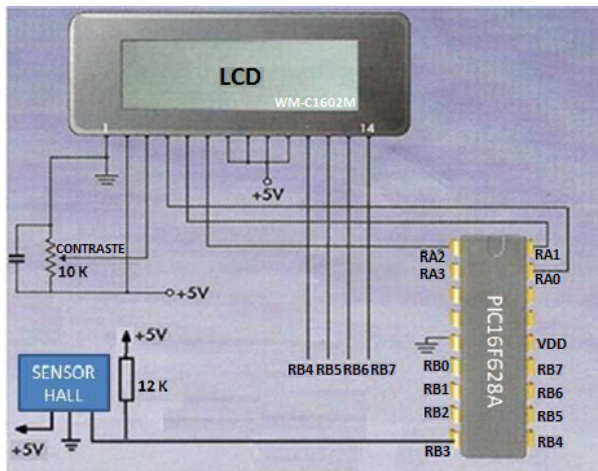 LCD
WM-C1602M
1 14
+5V
CONTRASTE
10 K
+5V
RA2 RA1
RA3 RA0
PIC16F628A
VDD
RB4 RB5 RB6 RB7
RB0 RB7
RB1 RB6
RB2 RB5
RB3 RB4
+5V
12 K
SENSOR
HALL
+5V